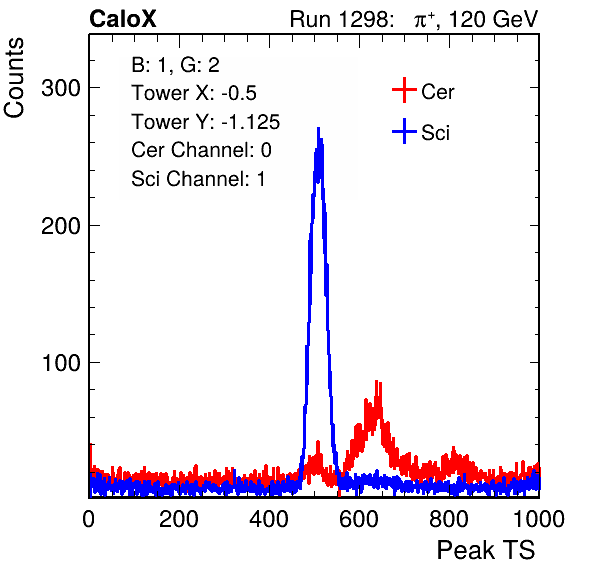 CaloX Run 1298: π⁺, 120 GeV
Counts
B: 1, G: 2
Tower X: -0.5
Tower Y: -1.125
Cer Channel: 0
Sci Channel: 1
Cer
Sci
300
200
100
0 200 400 600 800 1000
Peak TS